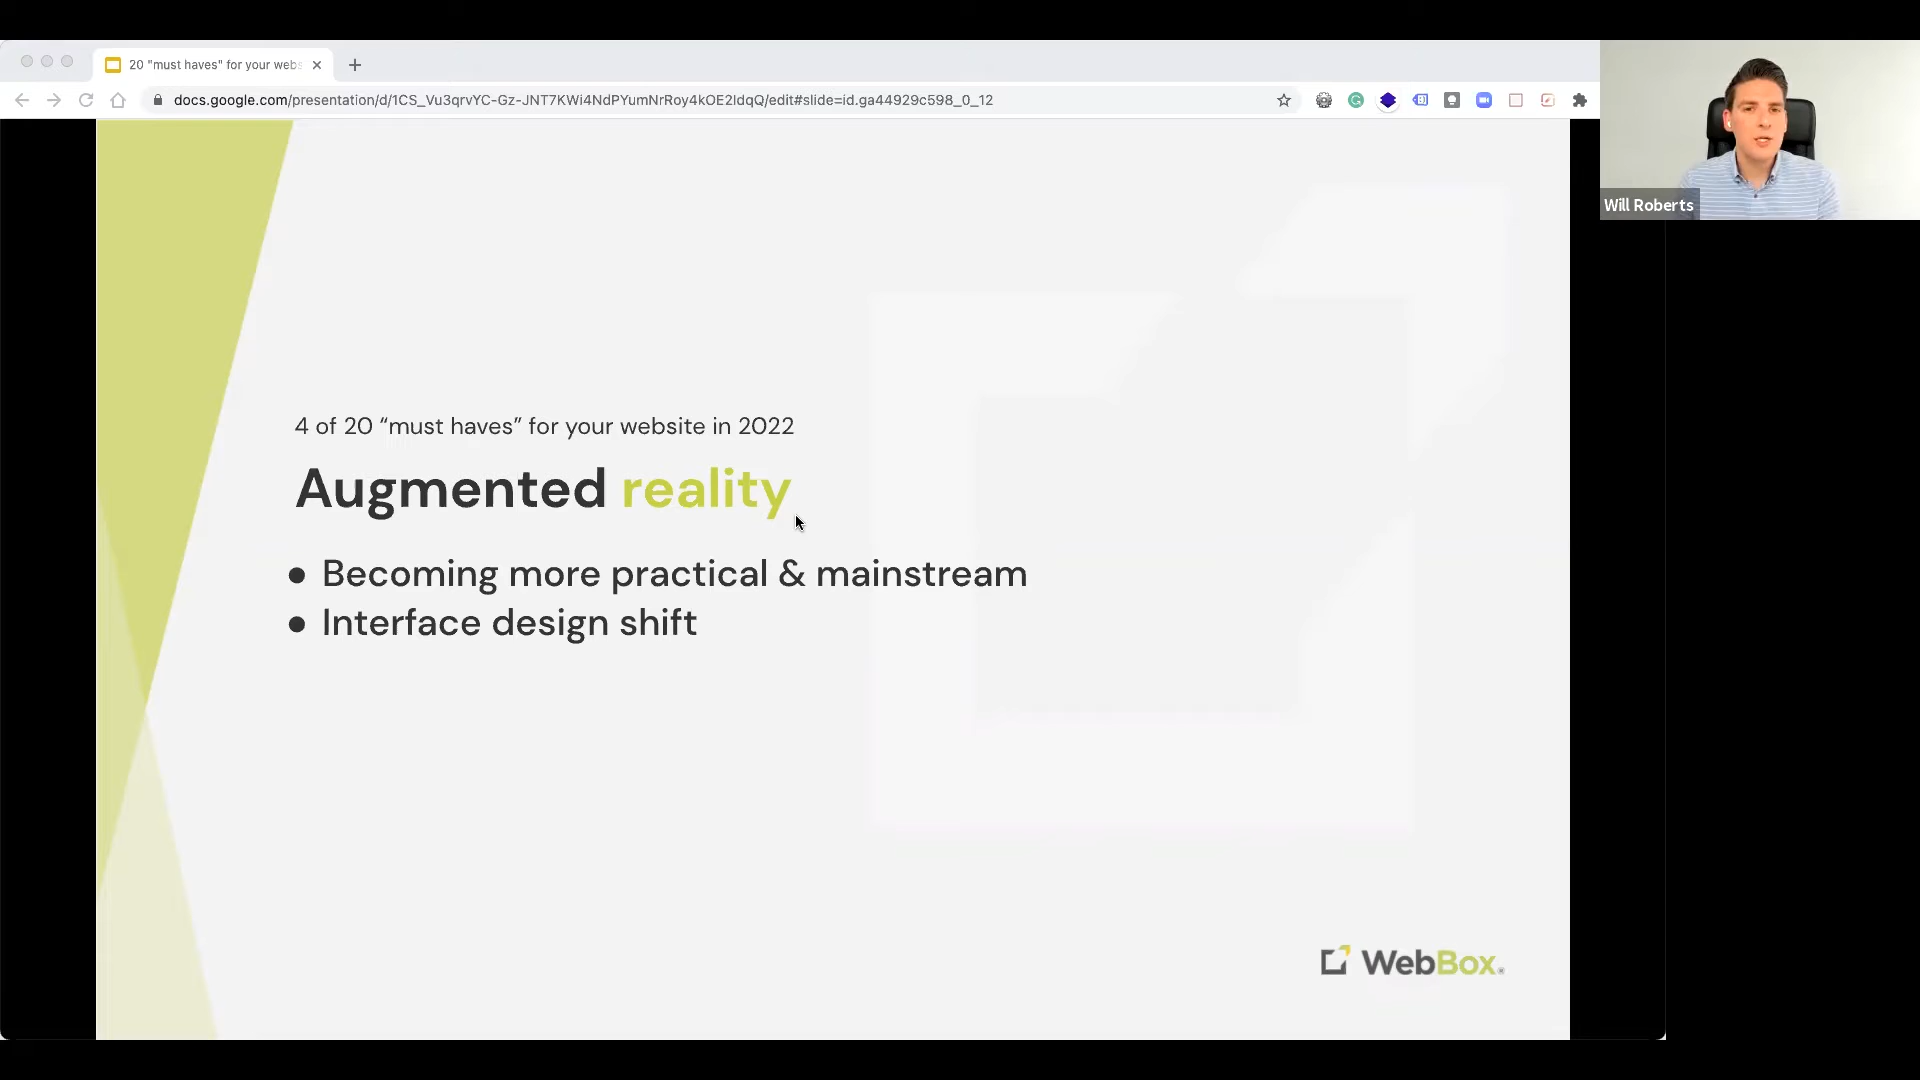 20 "must haves" for your webs
docs.google.com/presentation/d/1CS_Vu3qrvYC-Gz-JNT7KWi4NdPYumNrRoy4kOE2ldqQ/edit#slide=id.ga44929c598_0_12
Will Roberts
4 of 20 “must haves” for your website in 2022
Augmented reality
● Becoming more practical & mainstream
● Interface design shift
WebBox®